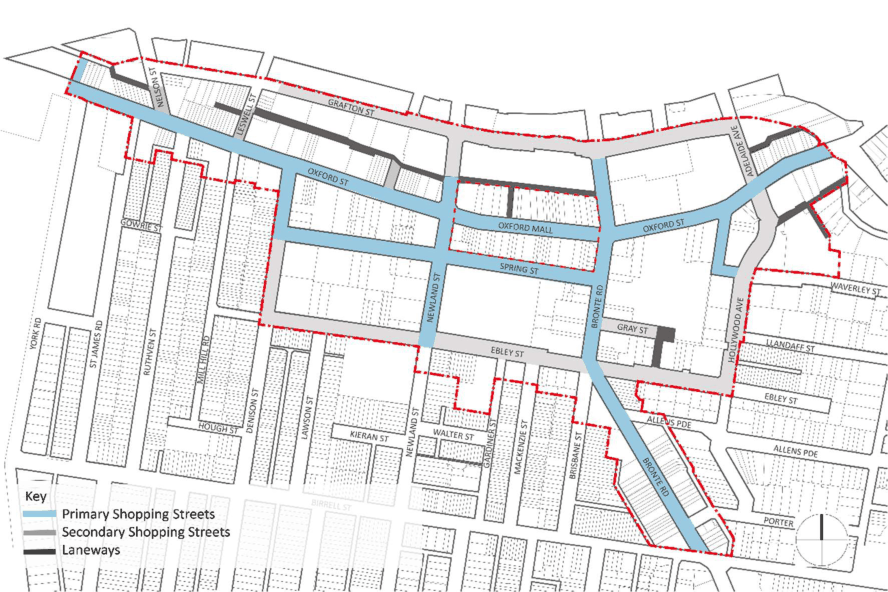 NELSON ST
LESWELL ST
GRAFTON ST
ADELAIDE AVE
OXFORD ST
OXFORD MALL
OXFORD ST
GOWRIE ST
SPRING ST
WAVERLEY ST
NEWLAND ST
BRONTE RD
HOLLYWOOD AVE
GRAY ST
YORK RD
ST JAMES RD
RUTHVEN ST
MILL HILL RD
EBLEY ST
LLANDAFF ST
EBLEY ST
DENISON ST
LAWSON ST
HOUGH ST
KIERAN ST
NEWLAND ST
WALTER ST
GARDINER ST
MACKENZIE ST
BRISBANE ST
ALLENS PDE
ALLENS PDE
BRONTE RD
PORTER
BIRRELL ST
Key
Primary Shopping Streets
Secondary Shopping Streets
Laneways